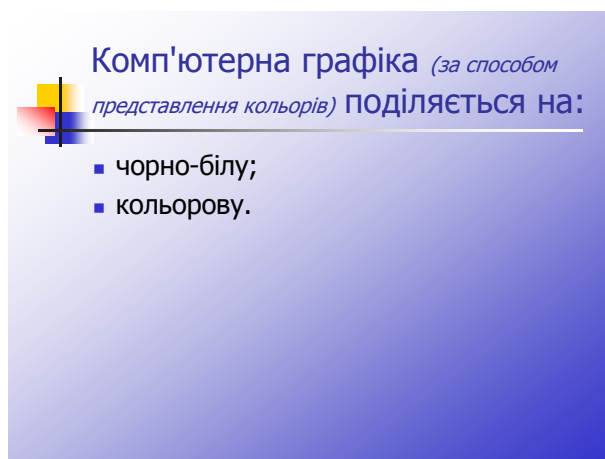 Комп'ютерна графіка (за способом
представлення кольорів) поділяється на:
чорно-білу;
кольорову.